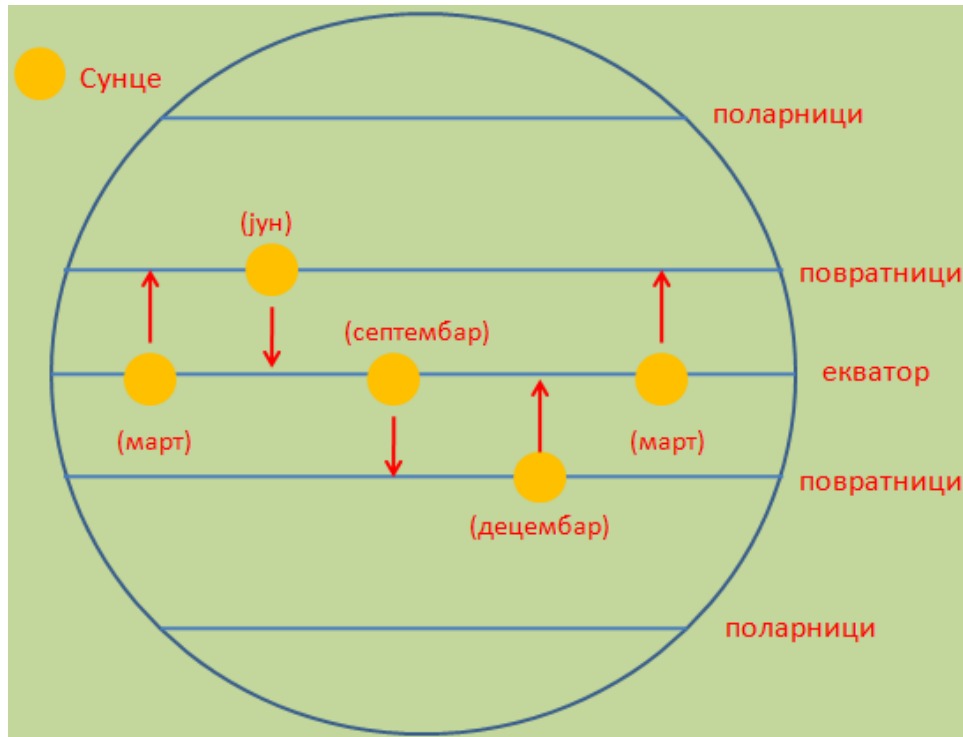 Сунце
поларници
(јун)
повратници
(септембар)
екватор
(март)
(март)
повратници
(децембар)
поларници